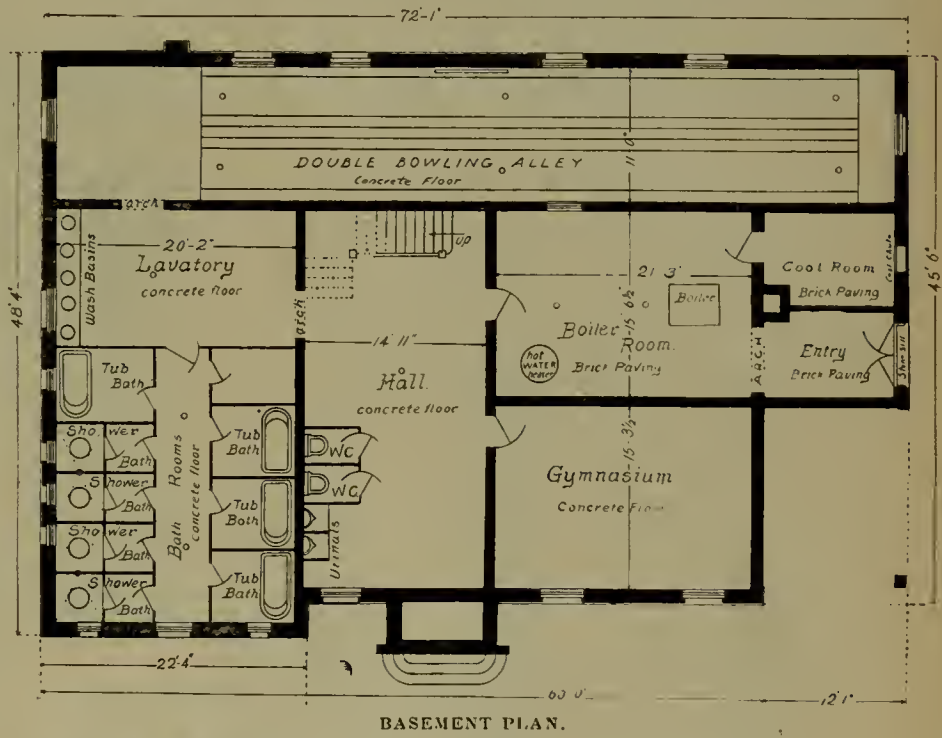 72'-1"
DOUBLE BOWLING ALLEY
Concrete Floor
11'-0"
arch
20'-2"
Lavatory
concrete floor
Wash Basins
arch
UP
14'-11"
Hall.
concrete floor
21'-3"
15'-6½"
Boiler
Boiler Room.
Brick Paving
hot
WATER
heater
Coal Room
Brick Paving
Coal Chute
ARCH
Entry
Brick Paving
48'-4"
45'-6"
Tub
Bath
Shower
Bath
Shower
Bath
Shower
Bath
Shower
Bath
Bath Rooms
concrete floor
Tub
Bath
Tub
Bath
Tub
Bath
WC
WC
Urinals
15'-3½"
Gymnasium
Concrete Floor
22'-4"
60'-0"
12'-1"
BASEMENT PLAN.